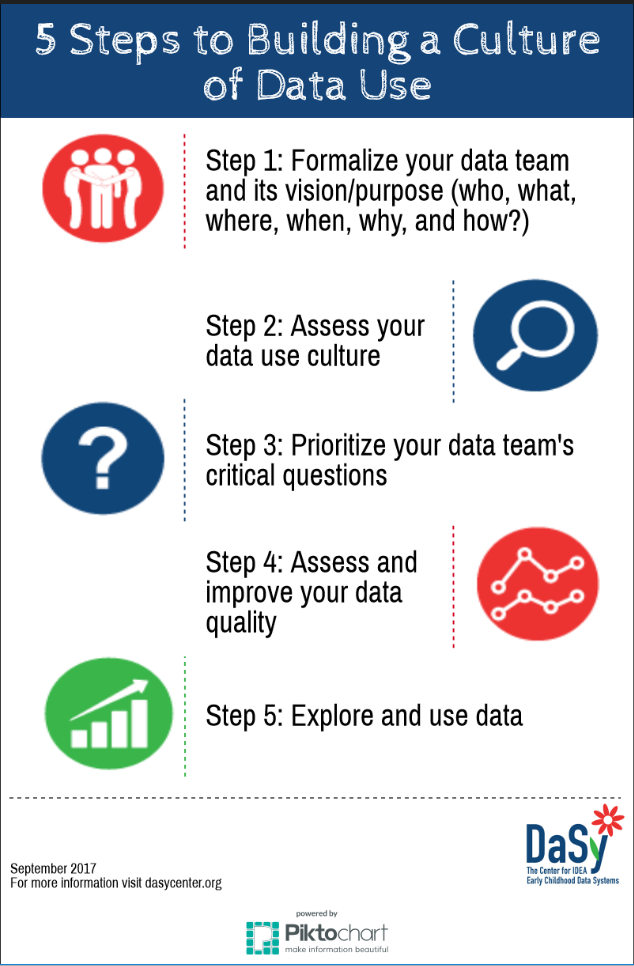 5 Steps to Building a Culture
of Data Use
Step 1: Formalize your data team
and its vision/purpose (who, what,
where, when, why, and how?)
Step 2: Assess your
data use culture
?
Step 3: Prioritize your data team's
critical questions
Step 4: Assess and
improve your data
quality
Step 5: Explore and use data
DaSy
The Center for IDEA
Early Childhood Data Systems
September 2017
For more information visit dasycenter.org
powered by
Piktochart
make information beautiful